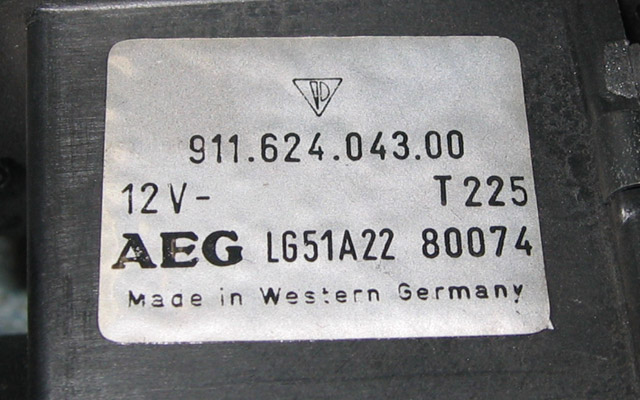 911.624.043.00
12V- T225
AEG LG51A22 80074
Made in Western Germany